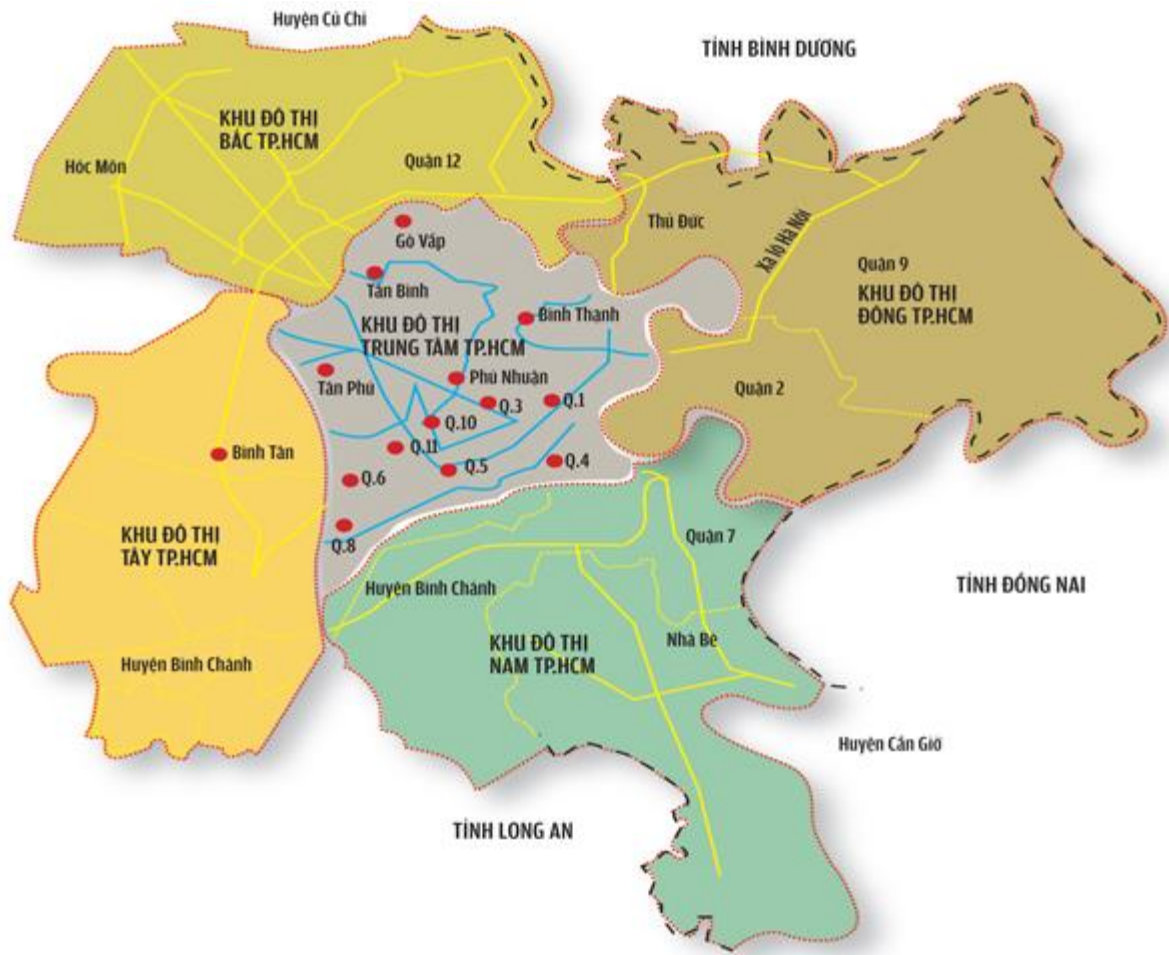 Huyện Củ Chi
TỈNH BÌNH DƯƠNG
KHU ĐÔ THỊ
BẮC TP.HCM
Hóc Môn
Quận 12
Thủ Đức
Gò Vấp
Xa lộ Hà Nội
Quận 9
KHU ĐÔ THỊ
ĐÔNG TP.HCM
Tân Bình
Bình Thạnh
KHU ĐÔ THỊ
TRUNG TÂM TP.HCM
Tân Phú
Phú Nhuận
Quận 2
Q.3
Q.1
Q.10
Q.11
Bình Tân
Q.5
Q.4
Q.6
KHU ĐÔ THỊ
TÂY TP.HCM
Q.8
Quận 7
Huyện Bình Chánh
TỈNH ĐỒNG NAI
KHU ĐÔ THỊ
NAM TP.HCM
Nhà Bè
Huyện Bình Chánh
Huyện Cần Giờ
TỈNH LONG AN